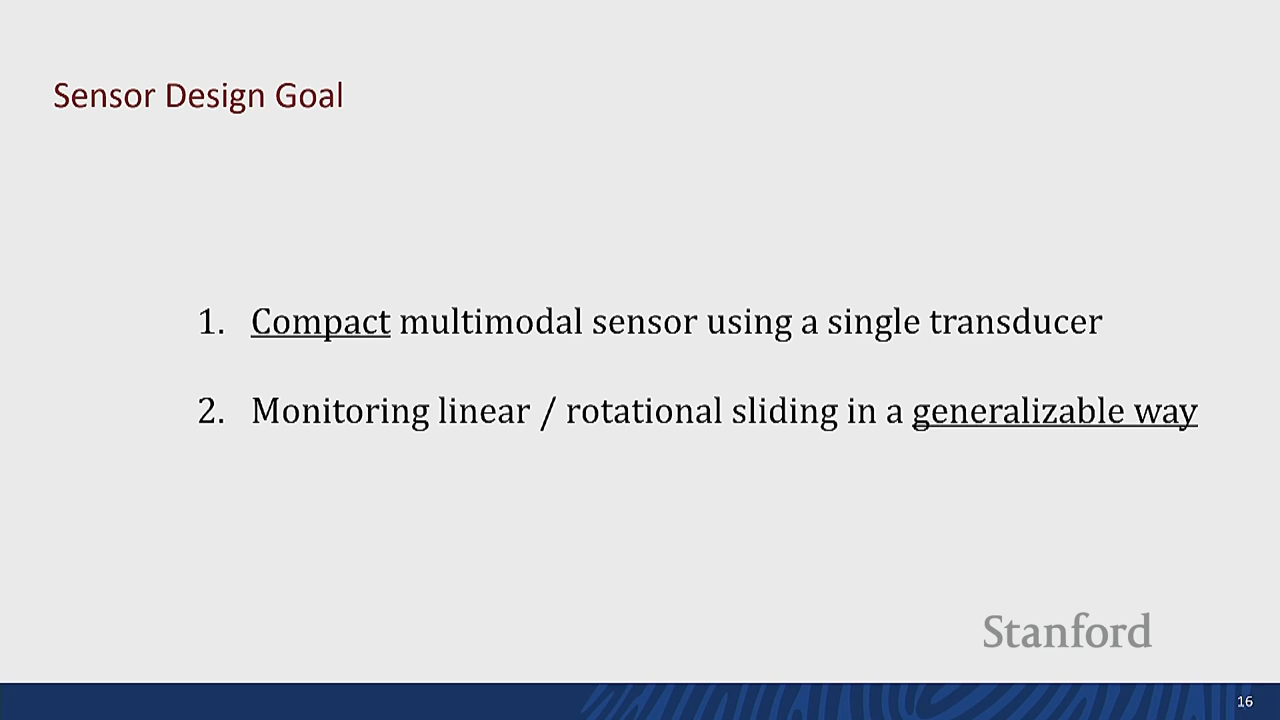 Sensor Design Goal
1. Compact multimodal sensor using a single transducer
2. Monitoring linear / rotational sliding in a generalizable way
Stanford
16